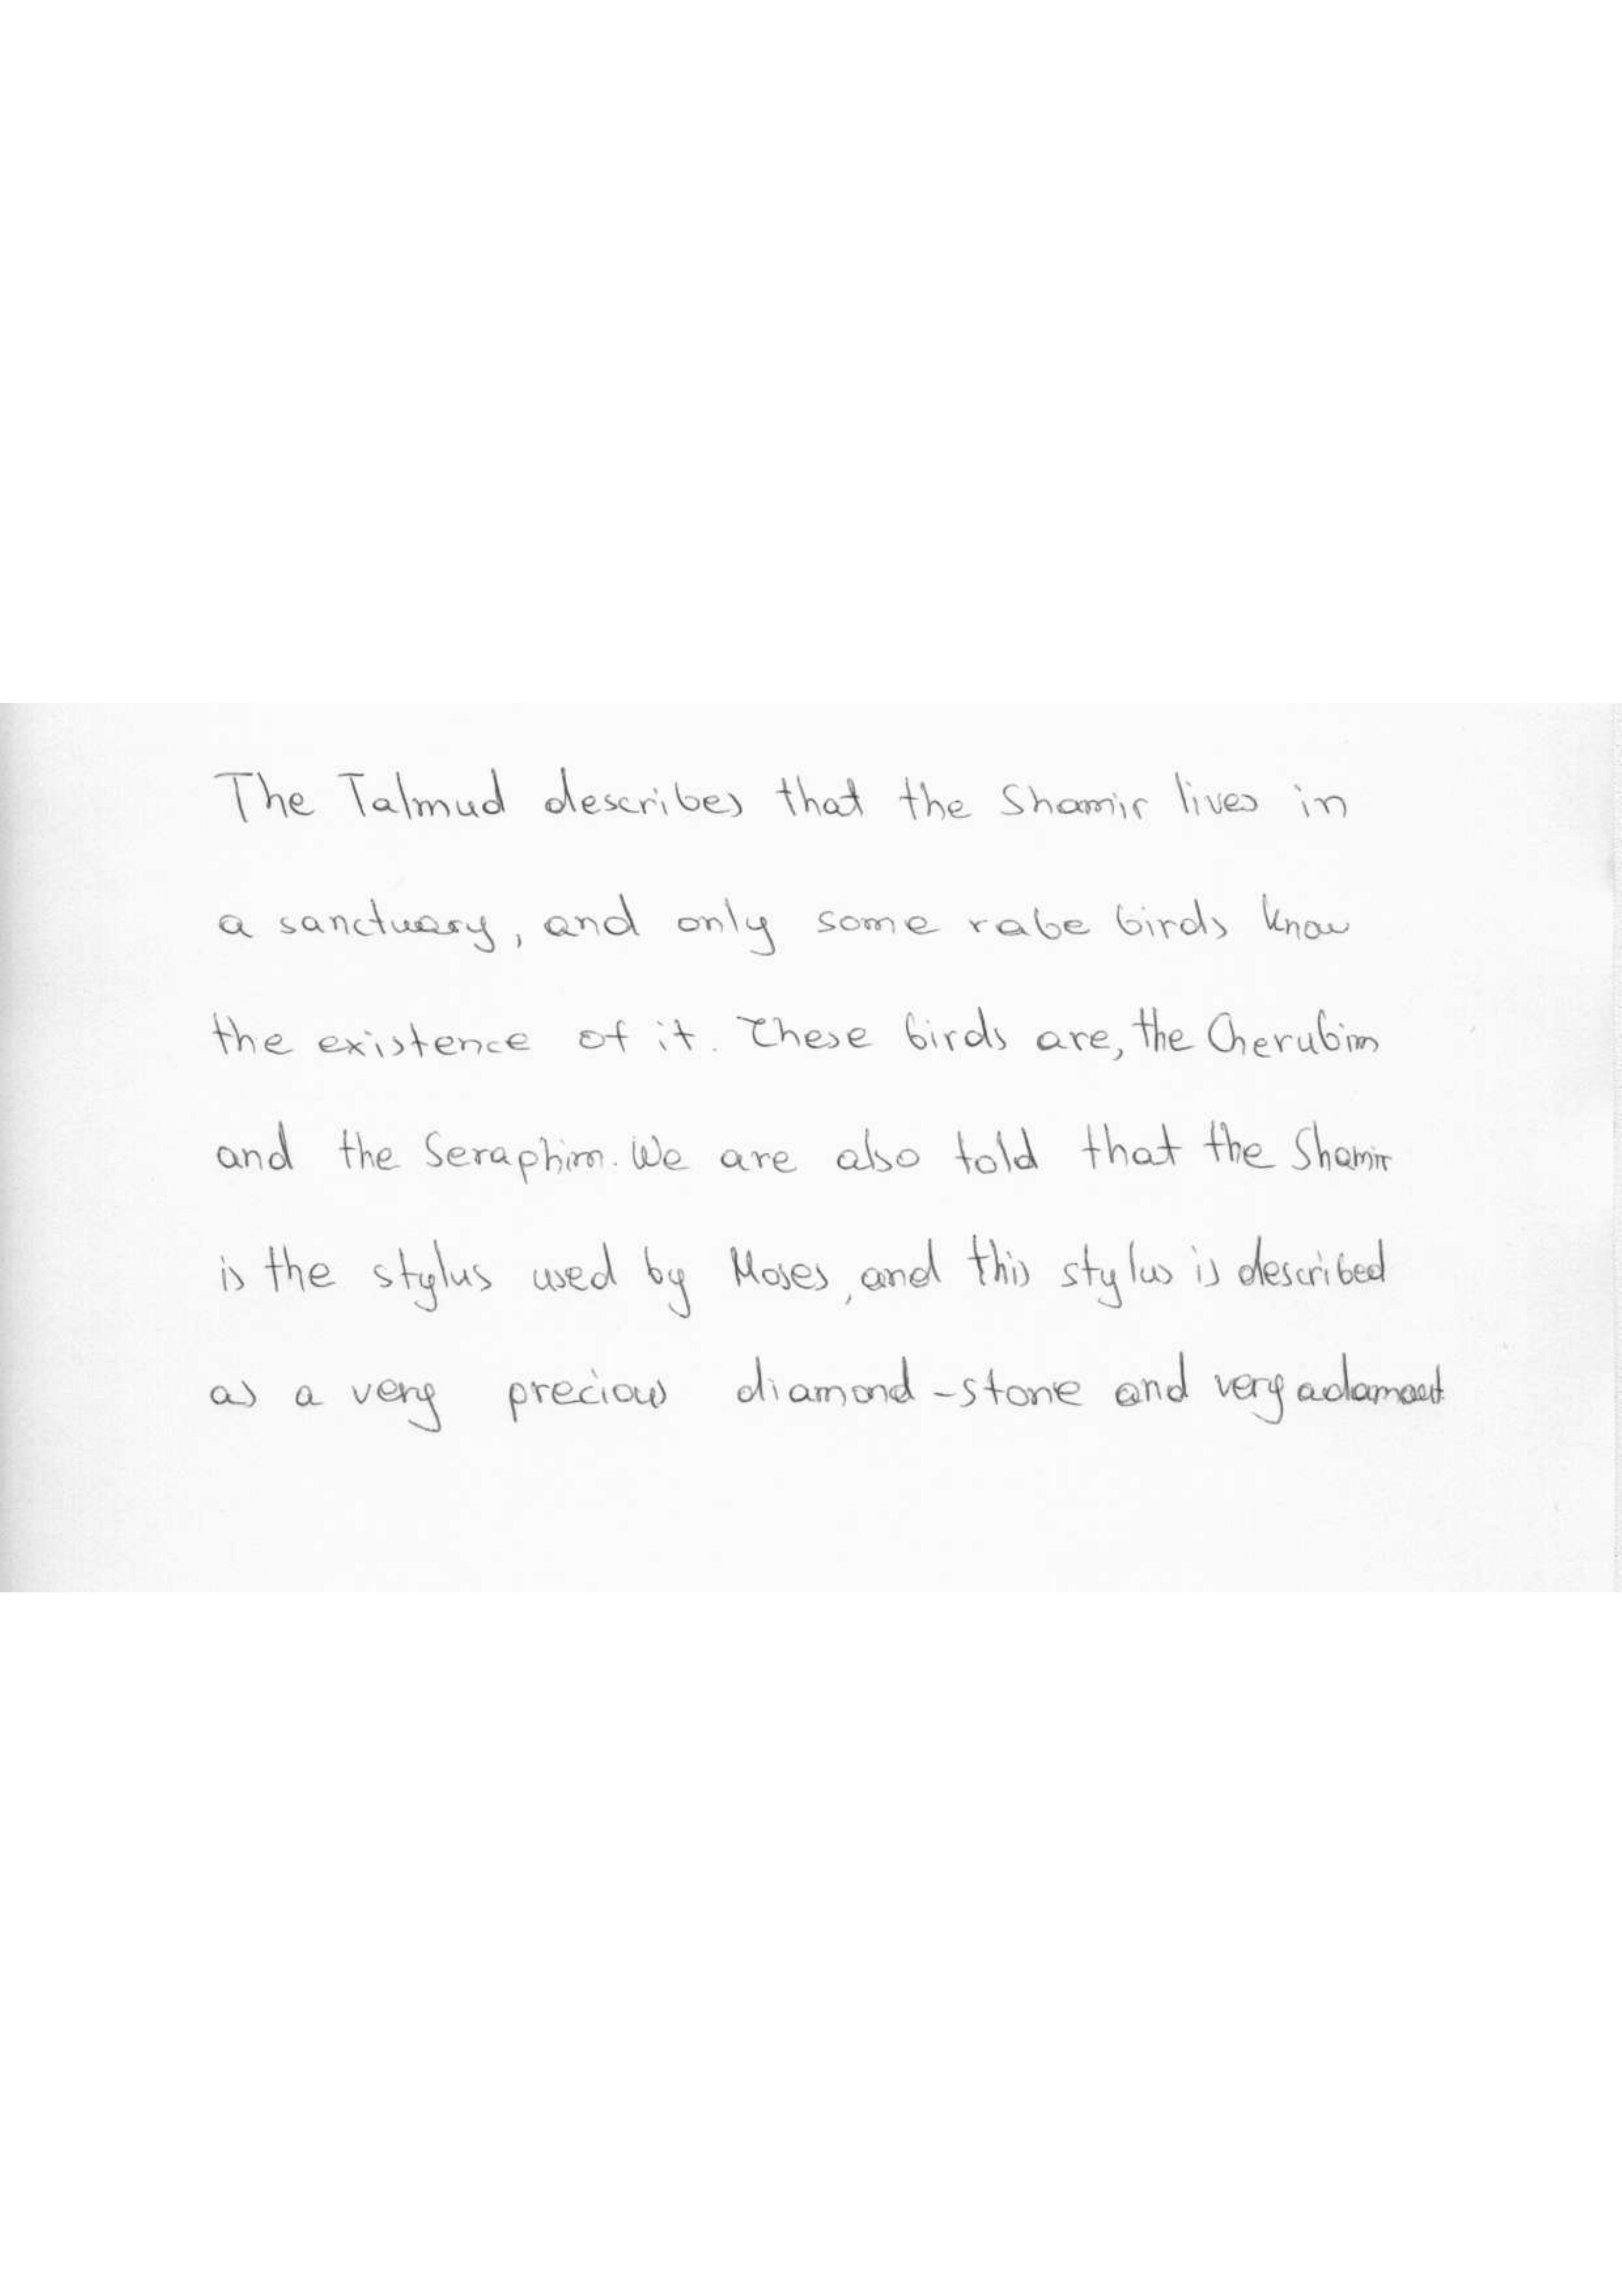 The Talmud describes that the Shamir lives in
a sanctuary, and only some rabe birds know
the existence of it. These birds are, the Cherubim
and the Seraphim. We are also told that the Shamir
is the stylus used by Moses, and this stylus is described
as a very precious diamond-stone and very adamant